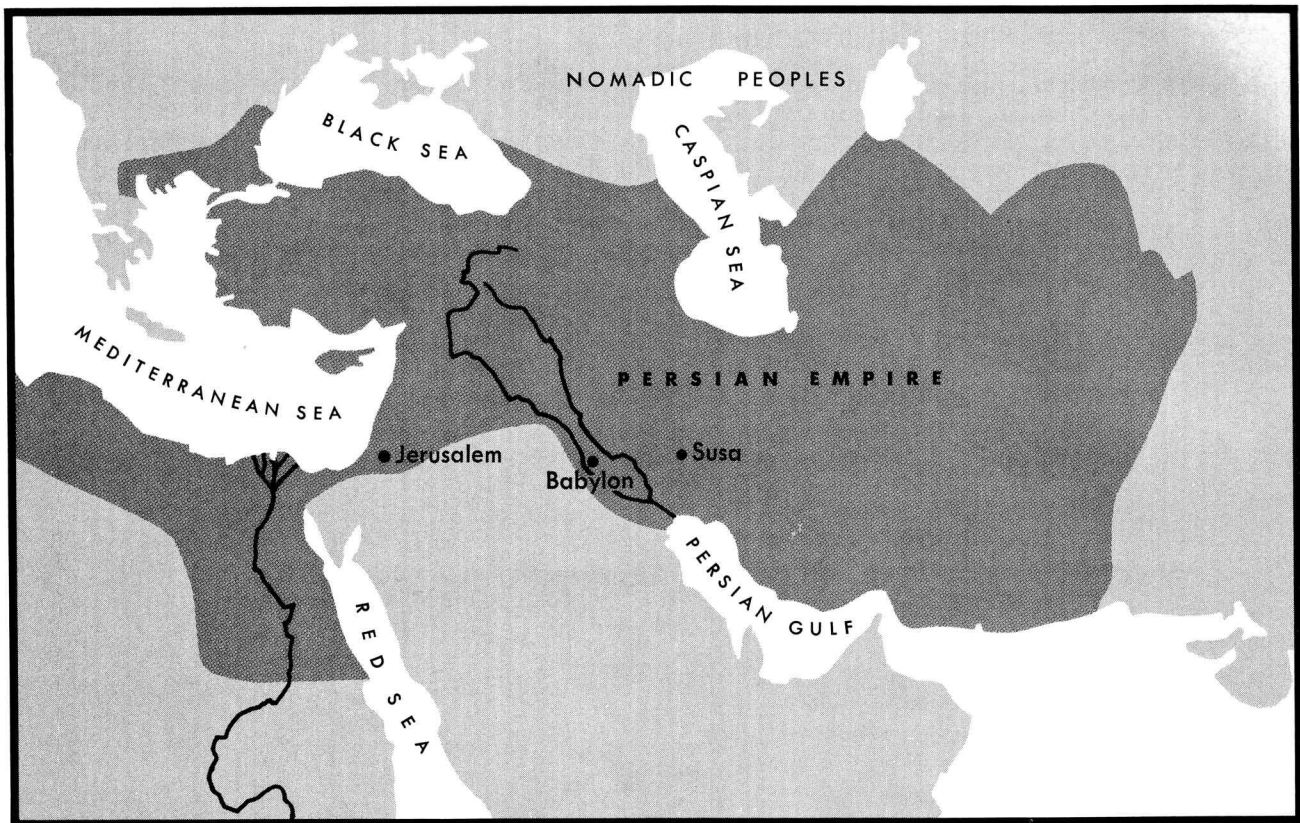 NOMADIC PEOPLES
BLACK SEA
CASPIAN SEA
MEDITERRANEAN SEA
PERSIAN EMPIRE
Jerusalem
Babylon
Susa
PERSIAN GULF
RED SEA